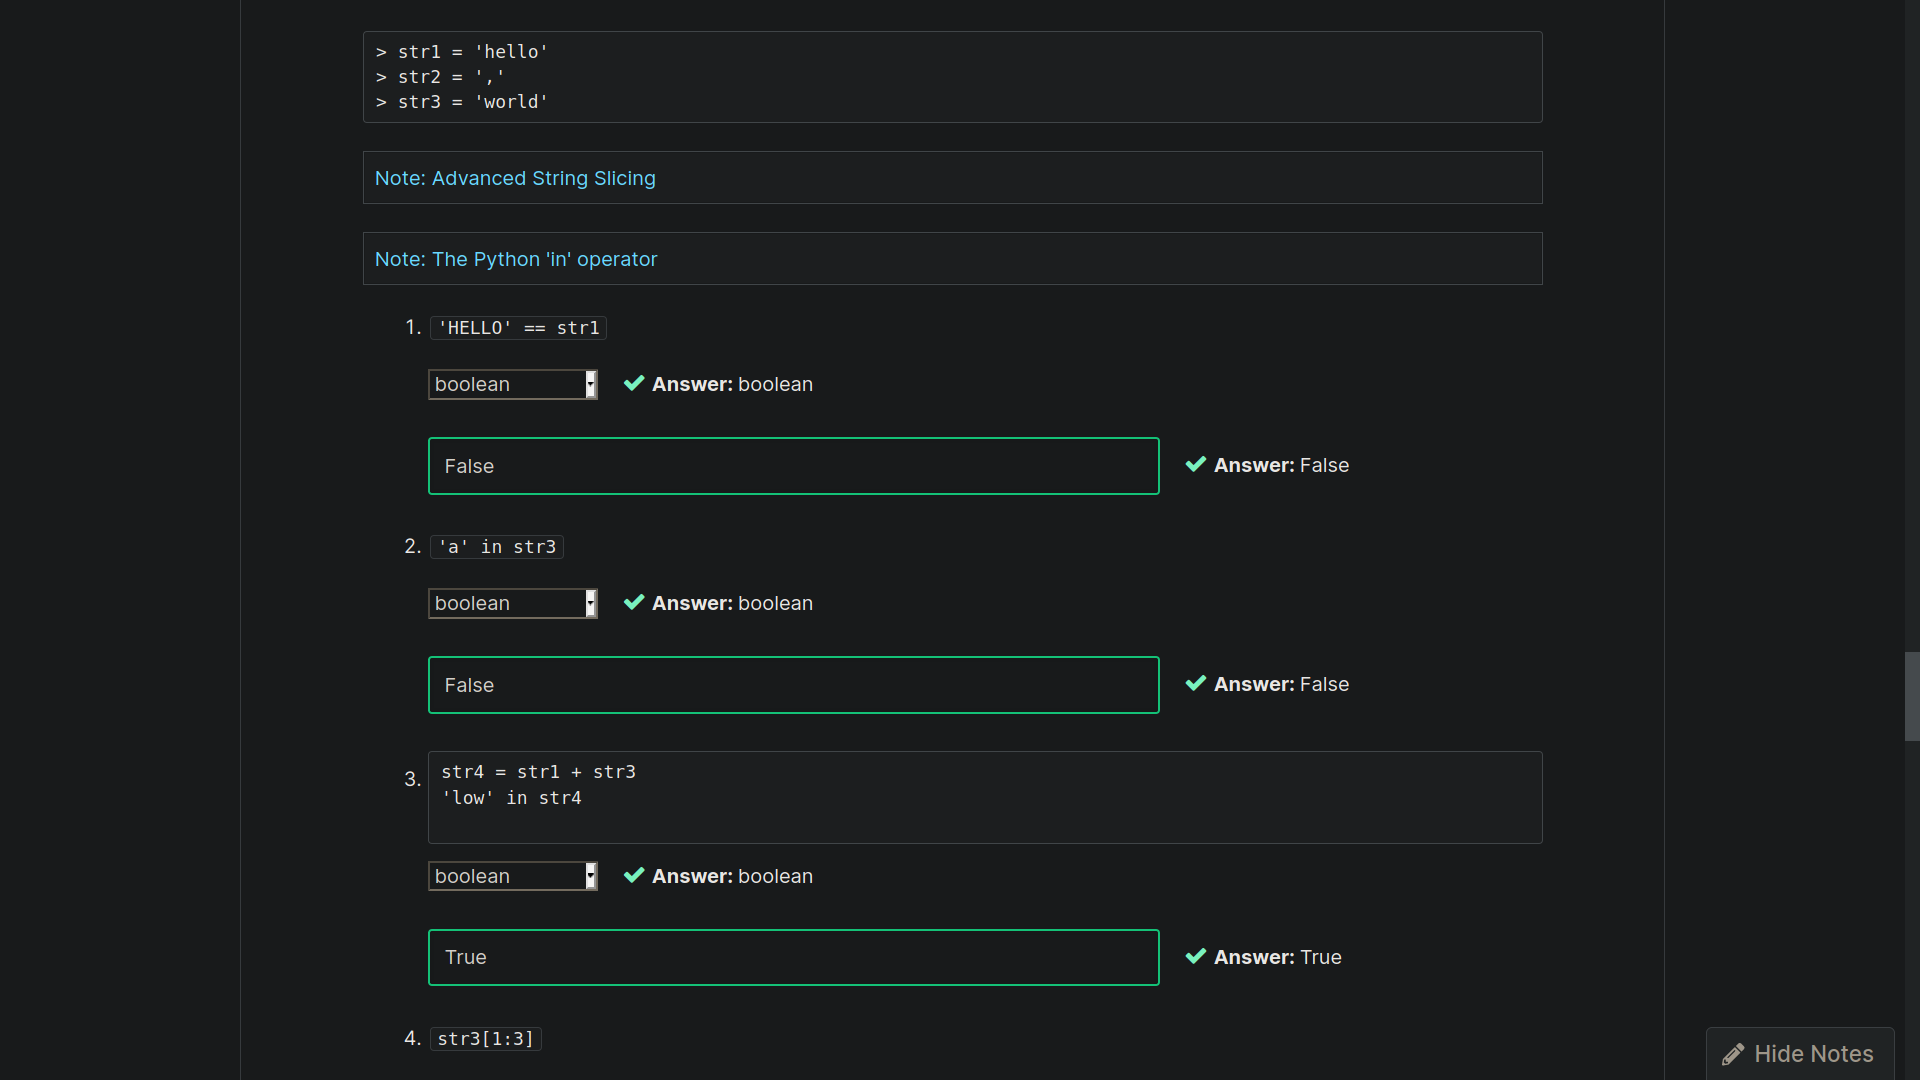 > str1 = 'hello'
> str2 = ','
> str3 = 'world'
Note: Advanced String Slicing
Note: The Python 'in' operator
1. 'HELLO' == str1
boolean Answer: boolean
False Answer: False
2. 'a' in str3
boolean Answer: boolean
False Answer: False
3. str4 = str1 + str3
'low' in str4
boolean Answer: boolean
True Answer: True
4. str3[1:3]
Hide Notes